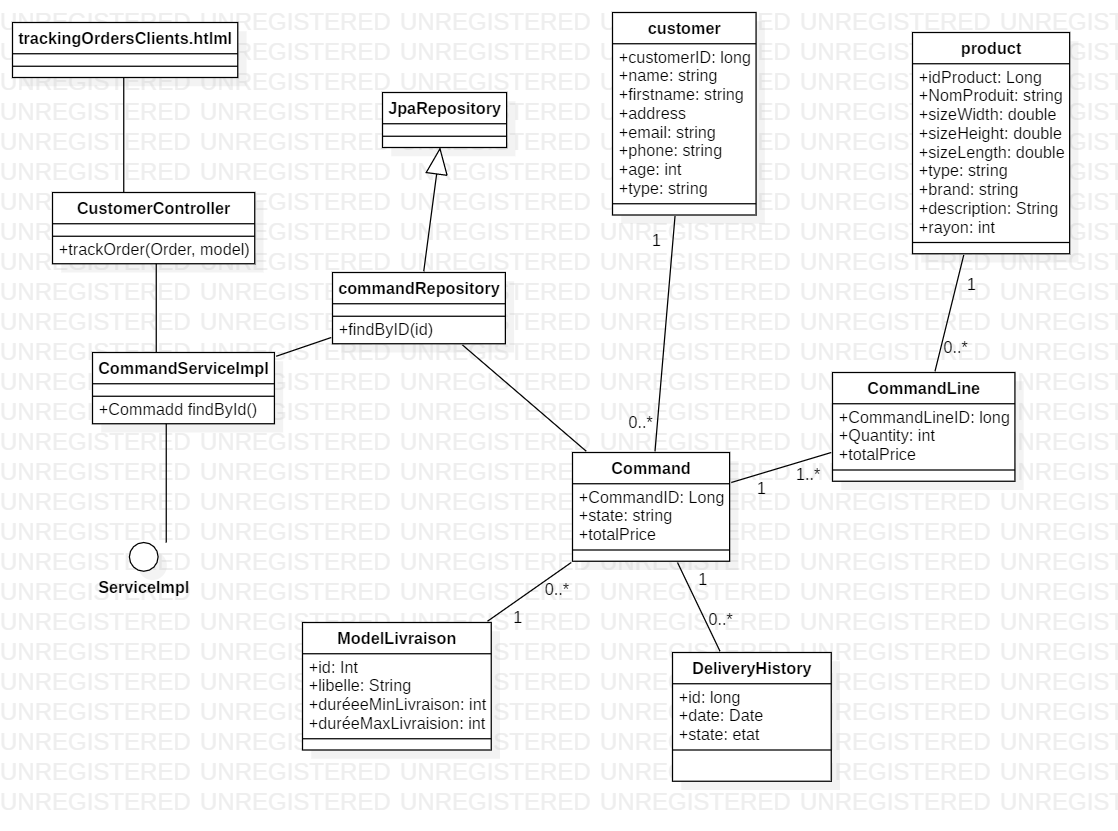 trackingOrdersClients.htlml
CustomerController
+trackOrder(Order, model)
CommandServiceImpl
+Commadd findById()
ServiceImpl
JpaRepository
commandRepository
+findByID(id)
customer
+customerID: long
+name: string
+firstname: string
+address
+email: string
+phone: string
+age: int
+type: string
1
0..*
product
+idProduct: Long
+NomProduit: string
+sizeWidth: double
+sizeHeight: double
+sizeLength: double
+type: string
+brand: string
+description: String
+rayon: int
1
0..*
CommandLine
+CommandLineID: long
+Quantity: int
+totalPrice
1..*
1
Command
+CommandID: Long
+state: string
+totalPrice
0..*
1
1
0..*
ModelLivraison
+id: Int
+libelle: String
+duréeeMinLivraison: int
+duréeMaxLivraision: int
DeliveryHistory
+id: long
+date: Date
+state: etat
UNREGISTERED